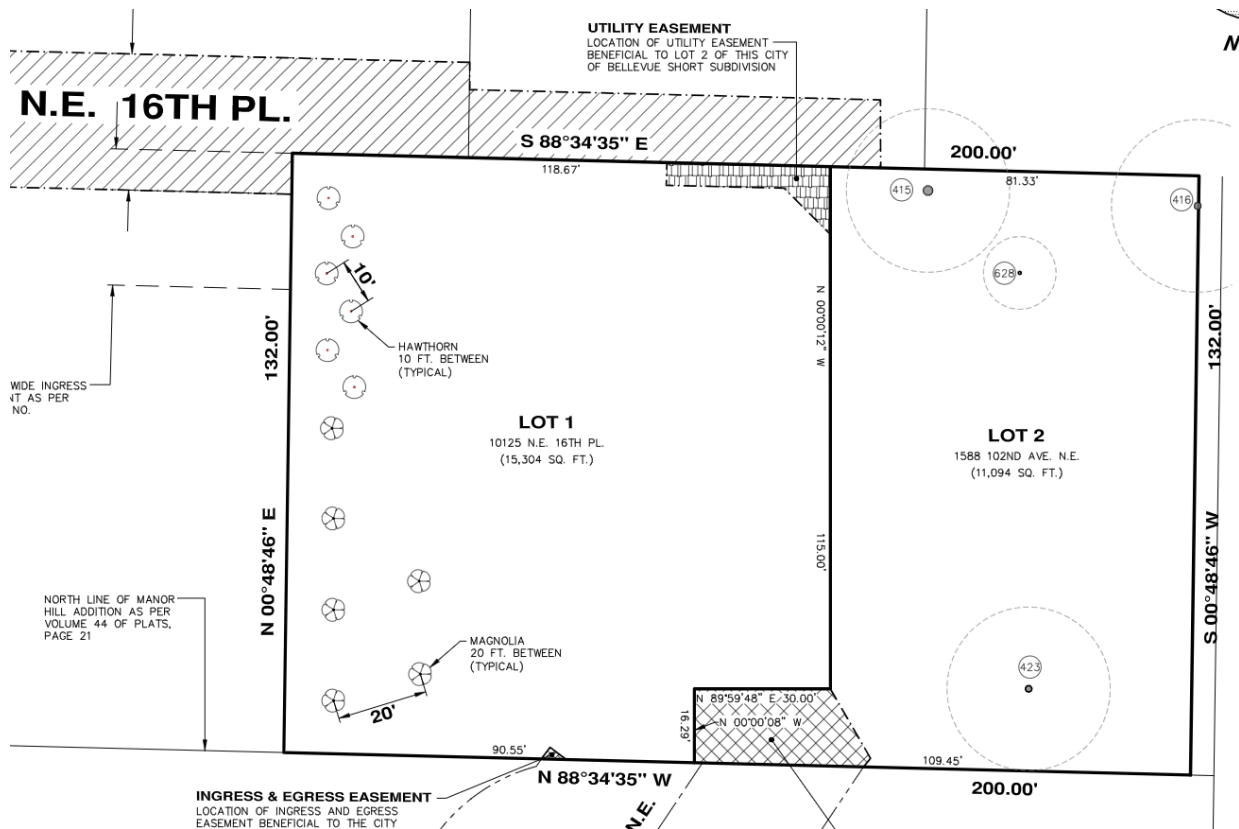 UTILITY EASEMENT
LOCATION OF UTILITY EASEMENT
BENEFICIAL TO LOT 2 OF THIS CITY
OF BELLEVUE SHORT SUBDIVISION
N
N.E. 16TH PL.
S 88°34'35" E
118.67'
200.00'
81.33'
415
416
628
10'
HAWTHORN
10 FT. BETWEEN
(TYPICAL)
132.00'
N 00°00'12" W
132.00'
WIDE INGRESS
NT AS PER
NO.
LOT 1
10125 N.E. 16TH PL.
(15,304 SQ. FT.)
LOT 2
1588 102ND AVE. N.E.
(11,094 SQ. FT.)
N 00°48'46" E
115.00'
S 00°48'46" W
NORTH LINE OF MANOR
HILL ADDITION AS PER
VOLUME 44 OF PLATS,
PAGE 21
MAGNOLIA
20 FT. BETWEEN
(TYPICAL)
20'
423
N 89°59'48" E 30.00'
16.29'
N 00°00'08" W
90.55'
N 88°34'35" W
109.45'
200.00'
INGRESS & EGRESS EASEMENT
LOCATION OF INGRESS AND EGRESS
EASEMENT BENEFICIAL TO THE CITY
N.E.